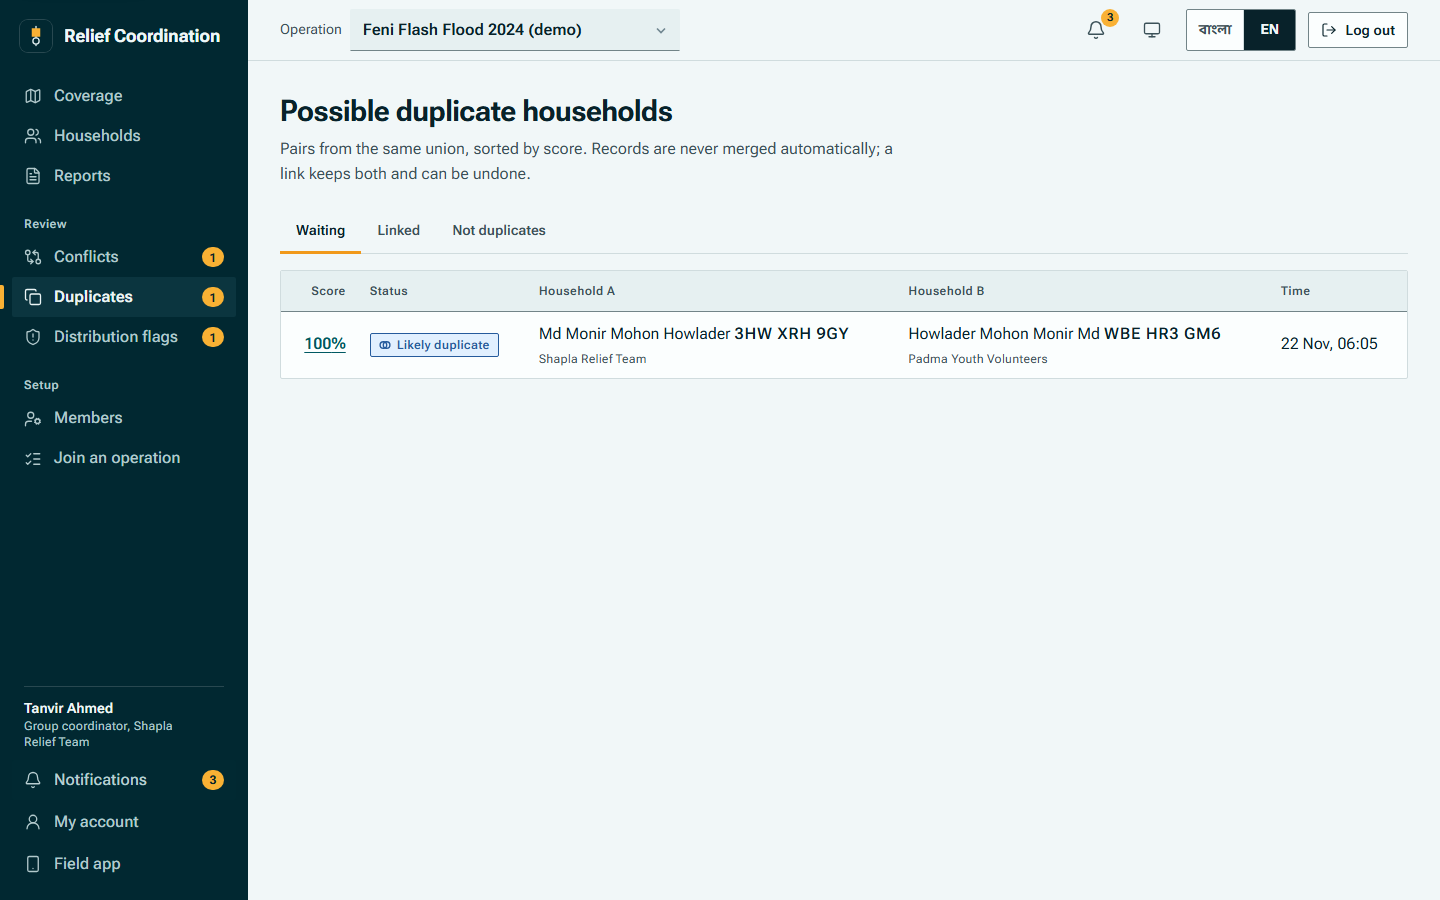 Relief Coordination
Coverage
Households
Reports
Review
Conflicts 1
Duplicates 1
Distribution flags 1
Setup
Members
Join an operation
Tanvir Ahmed
Group coordinator, Shapla
Relief Team
Notifications 3
My account
Field app
Operation Feni Flash Flood 2024 (demo) 3 বাংলা EN Log out
Possible duplicate households
Pairs from the same union, sorted by score. Records are never merged automatically; a
link keeps both and can be undone.
Waiting Linked Not duplicates
Score Status Household A Household B Time
100% Likely duplicate Md Monir Mohon Howlader 3HW XRH 9GY Howlader Mohon Monir Md WBE HR3 GM6 22 Nov, 06:05
Shapla Relief Team Padma Youth Volunteers